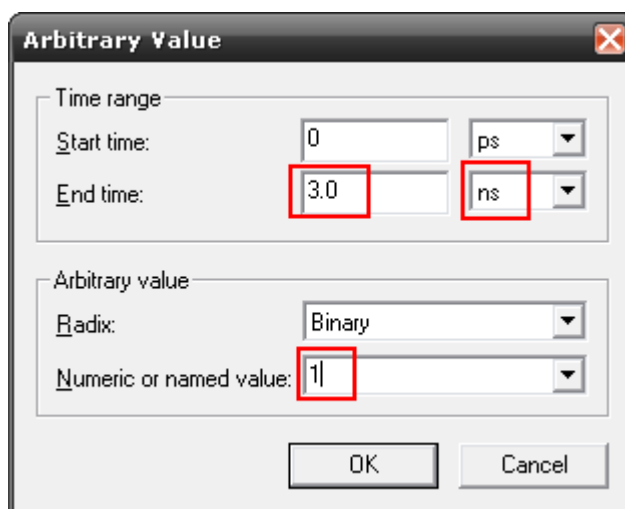 Arbitrary Value
Time range
Start time: 0 ps
End time: 3.0 ns
Arbitrary value
Radix: Binary
Numeric or named value: 1
OK Cancel